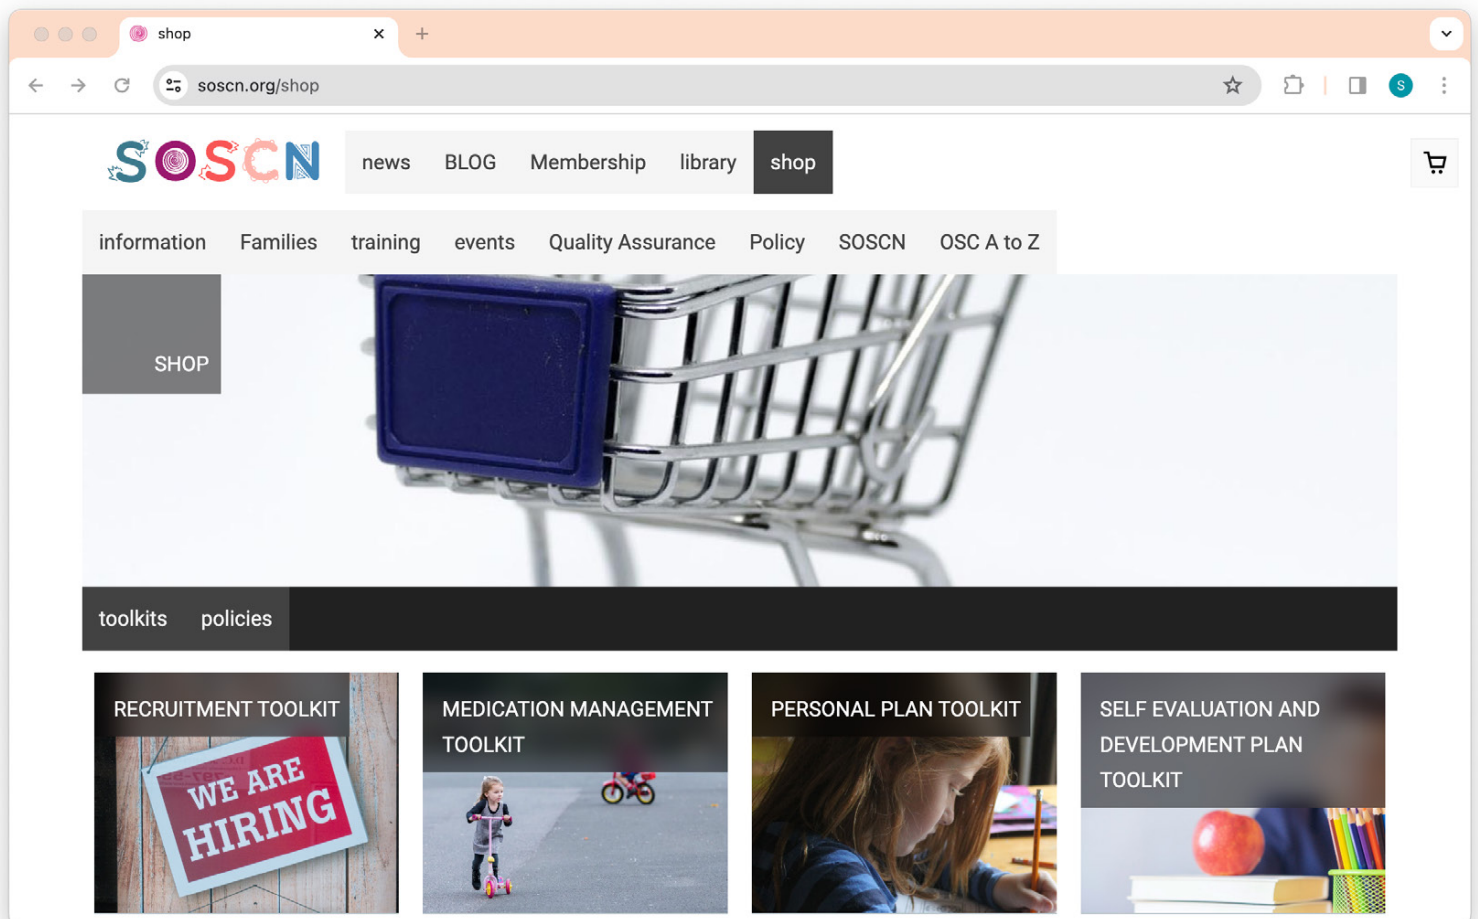 shop
soscn.org/shop
S
SOSCN
news BLOG Membership library shop
information Families training events Quality Assurance Policy SOSCN OSC A to Z
SHOP
toolkits policies
RECRUITMENT TOOLKIT
WE ARE
HIRING
MEDICATION MANAGEMENT
TOOLKIT
PERSONAL PLAN TOOLKIT
SELF EVALUATION AND
DEVELOPMENT PLAN
TOOLKIT